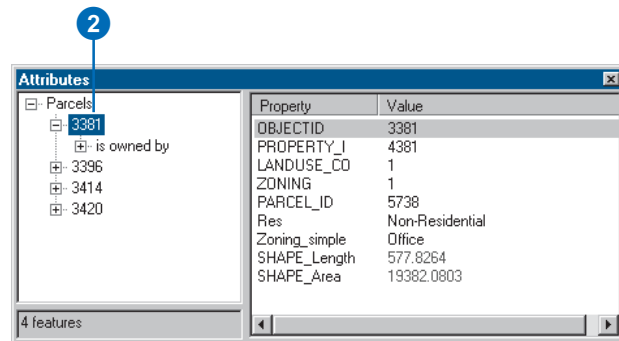 2
Attributes
Parcels
3381
is owned by
3396
3414
3420
4 features
Property Value
OBJECTID 3381
PROPERTY_I 4381
LANDUSE_CO 1
ZONING 1
PARCEL_ID 5738
Res Non-Residential
Zoning_simple Office
SHAPE_Length 577.8264
SHAPE_Area 19382.0803